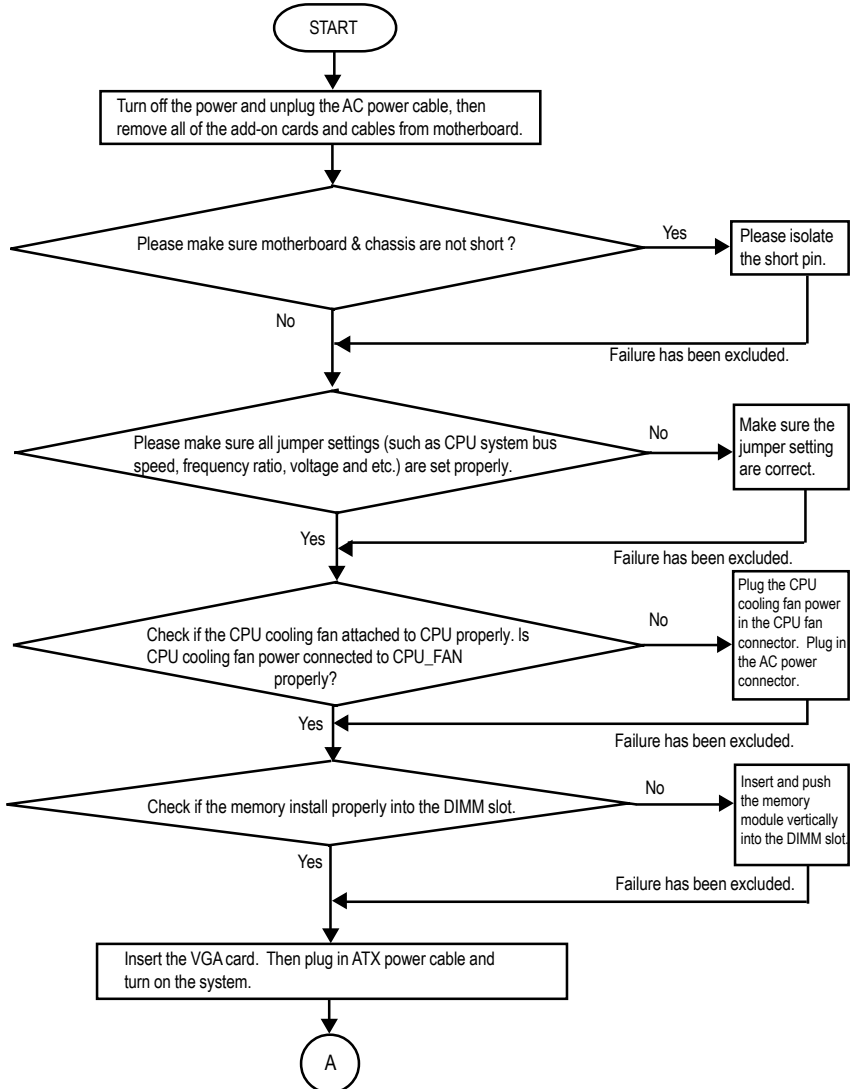 START
Turn off the power and unplug the AC power cable, then
remove all of the add-on cards and cables from motherboard.
Please make sure motherboard & chassis are not short ?
Yes
Please isolate
the short pin.
No
Failure has been excluded.
Please make sure all jumper settings (such as CPU system bus
speed, frequency ratio, voltage and etc.) are set properly.
No
Make sure the
jumper setting
are correct.
Yes
Failure has been excluded.
Check if the CPU cooling fan attached to CPU properly. Is
CPU cooling fan power connected to CPU_FAN
properly?
No
Plug the CPU
cooling fan power
in the CPU fan
connector. Plug in
the AC power
connector.
Yes
Failure has been excluded.
Check if the memory install properly into the DIMM slot.
No
Insert and push
the memory
module vertically
into the DIMM slot.
Yes
Failure has been excluded.
Insert the VGA card. Then plug in ATX power cable and
turn on the system.
A